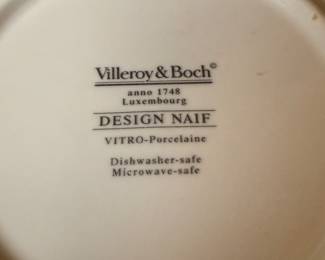 Villeroy & Boch©
anno 1748
Luxembourg
DESIGN NAIF
VITRO-Porcelaine
Dishwasher-safe
Microwave-safe